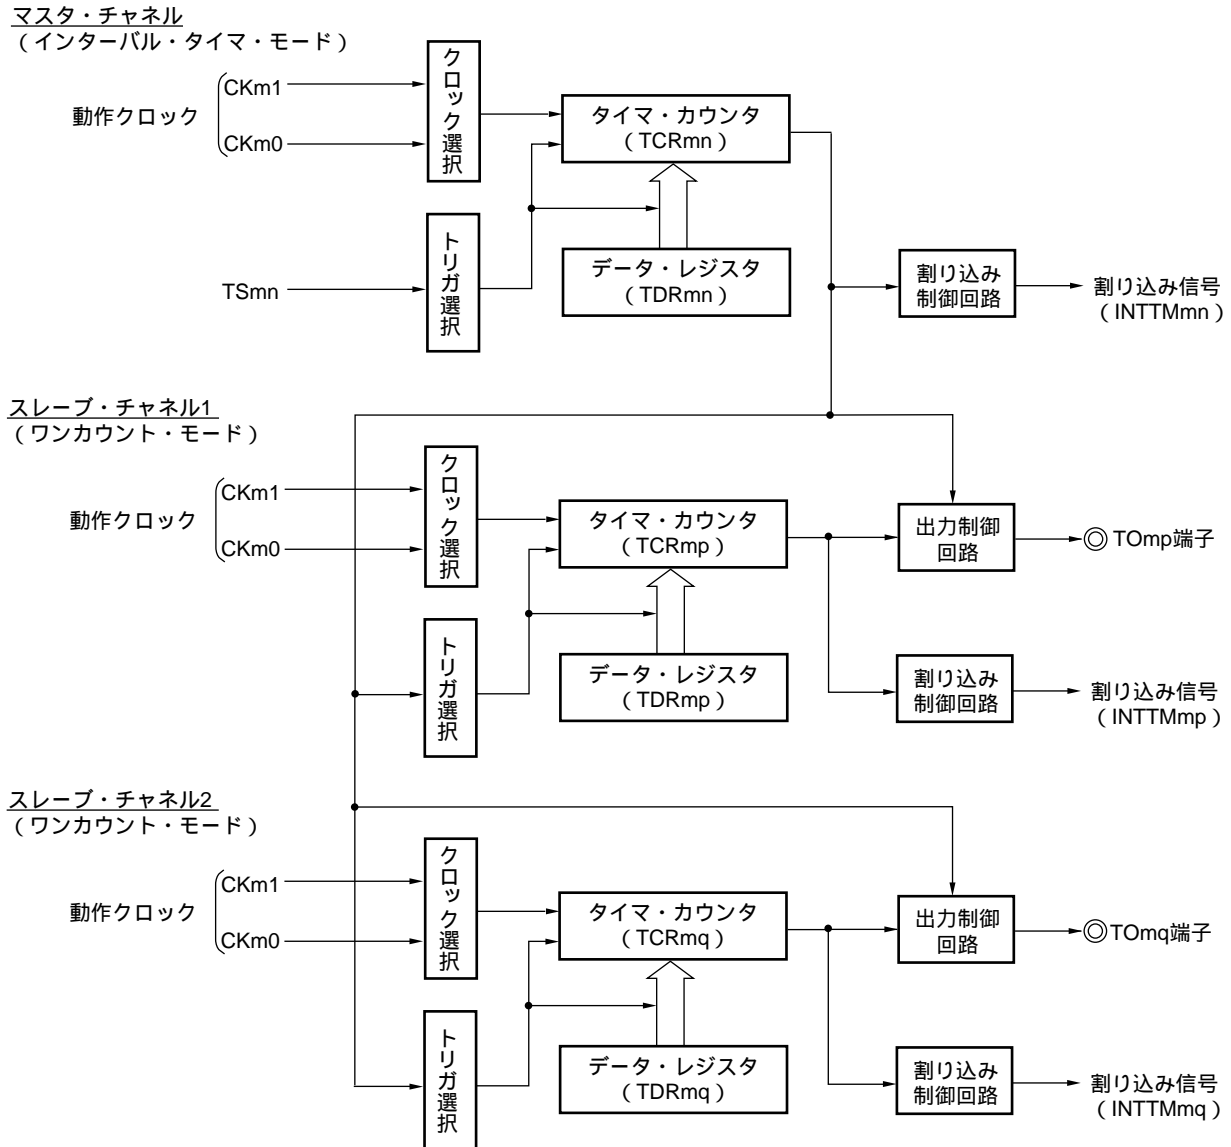 マスタ・チャネル
（インターバル・タイマ・モード）
動作クロック
CKm1
CKm0
クロック選択
タイマ・カウンタ
（TCRmn）
TSmn
トリガ選択
データ・レジスタ
（TDRmn）
割り込み
制御回路
割り込み信号
（INTTMmn）
スレーブ・チャネル1
（ワンカウント・モード）
動作クロック
CKm1
CKm0
クロック選択
タイマ・カウンタ
（TCRmp）
出力制御
回路
TOmp端子
トリガ選択
データ・レジスタ
（TDRmp）
割り込み
制御回路
割り込み信号
（INTTMmp）
スレーブ・チャネル2
（ワンカウント・モード）
動作クロック
CKm1
CKm0
クロック選択
タイマ・カウンタ
（TCRmq）
出力制御
回路
TOmq端子
トリガ選択
データ・レジスタ
（TDRmq）
割り込み
制御回路
割り込み信号
（INTTMmq）